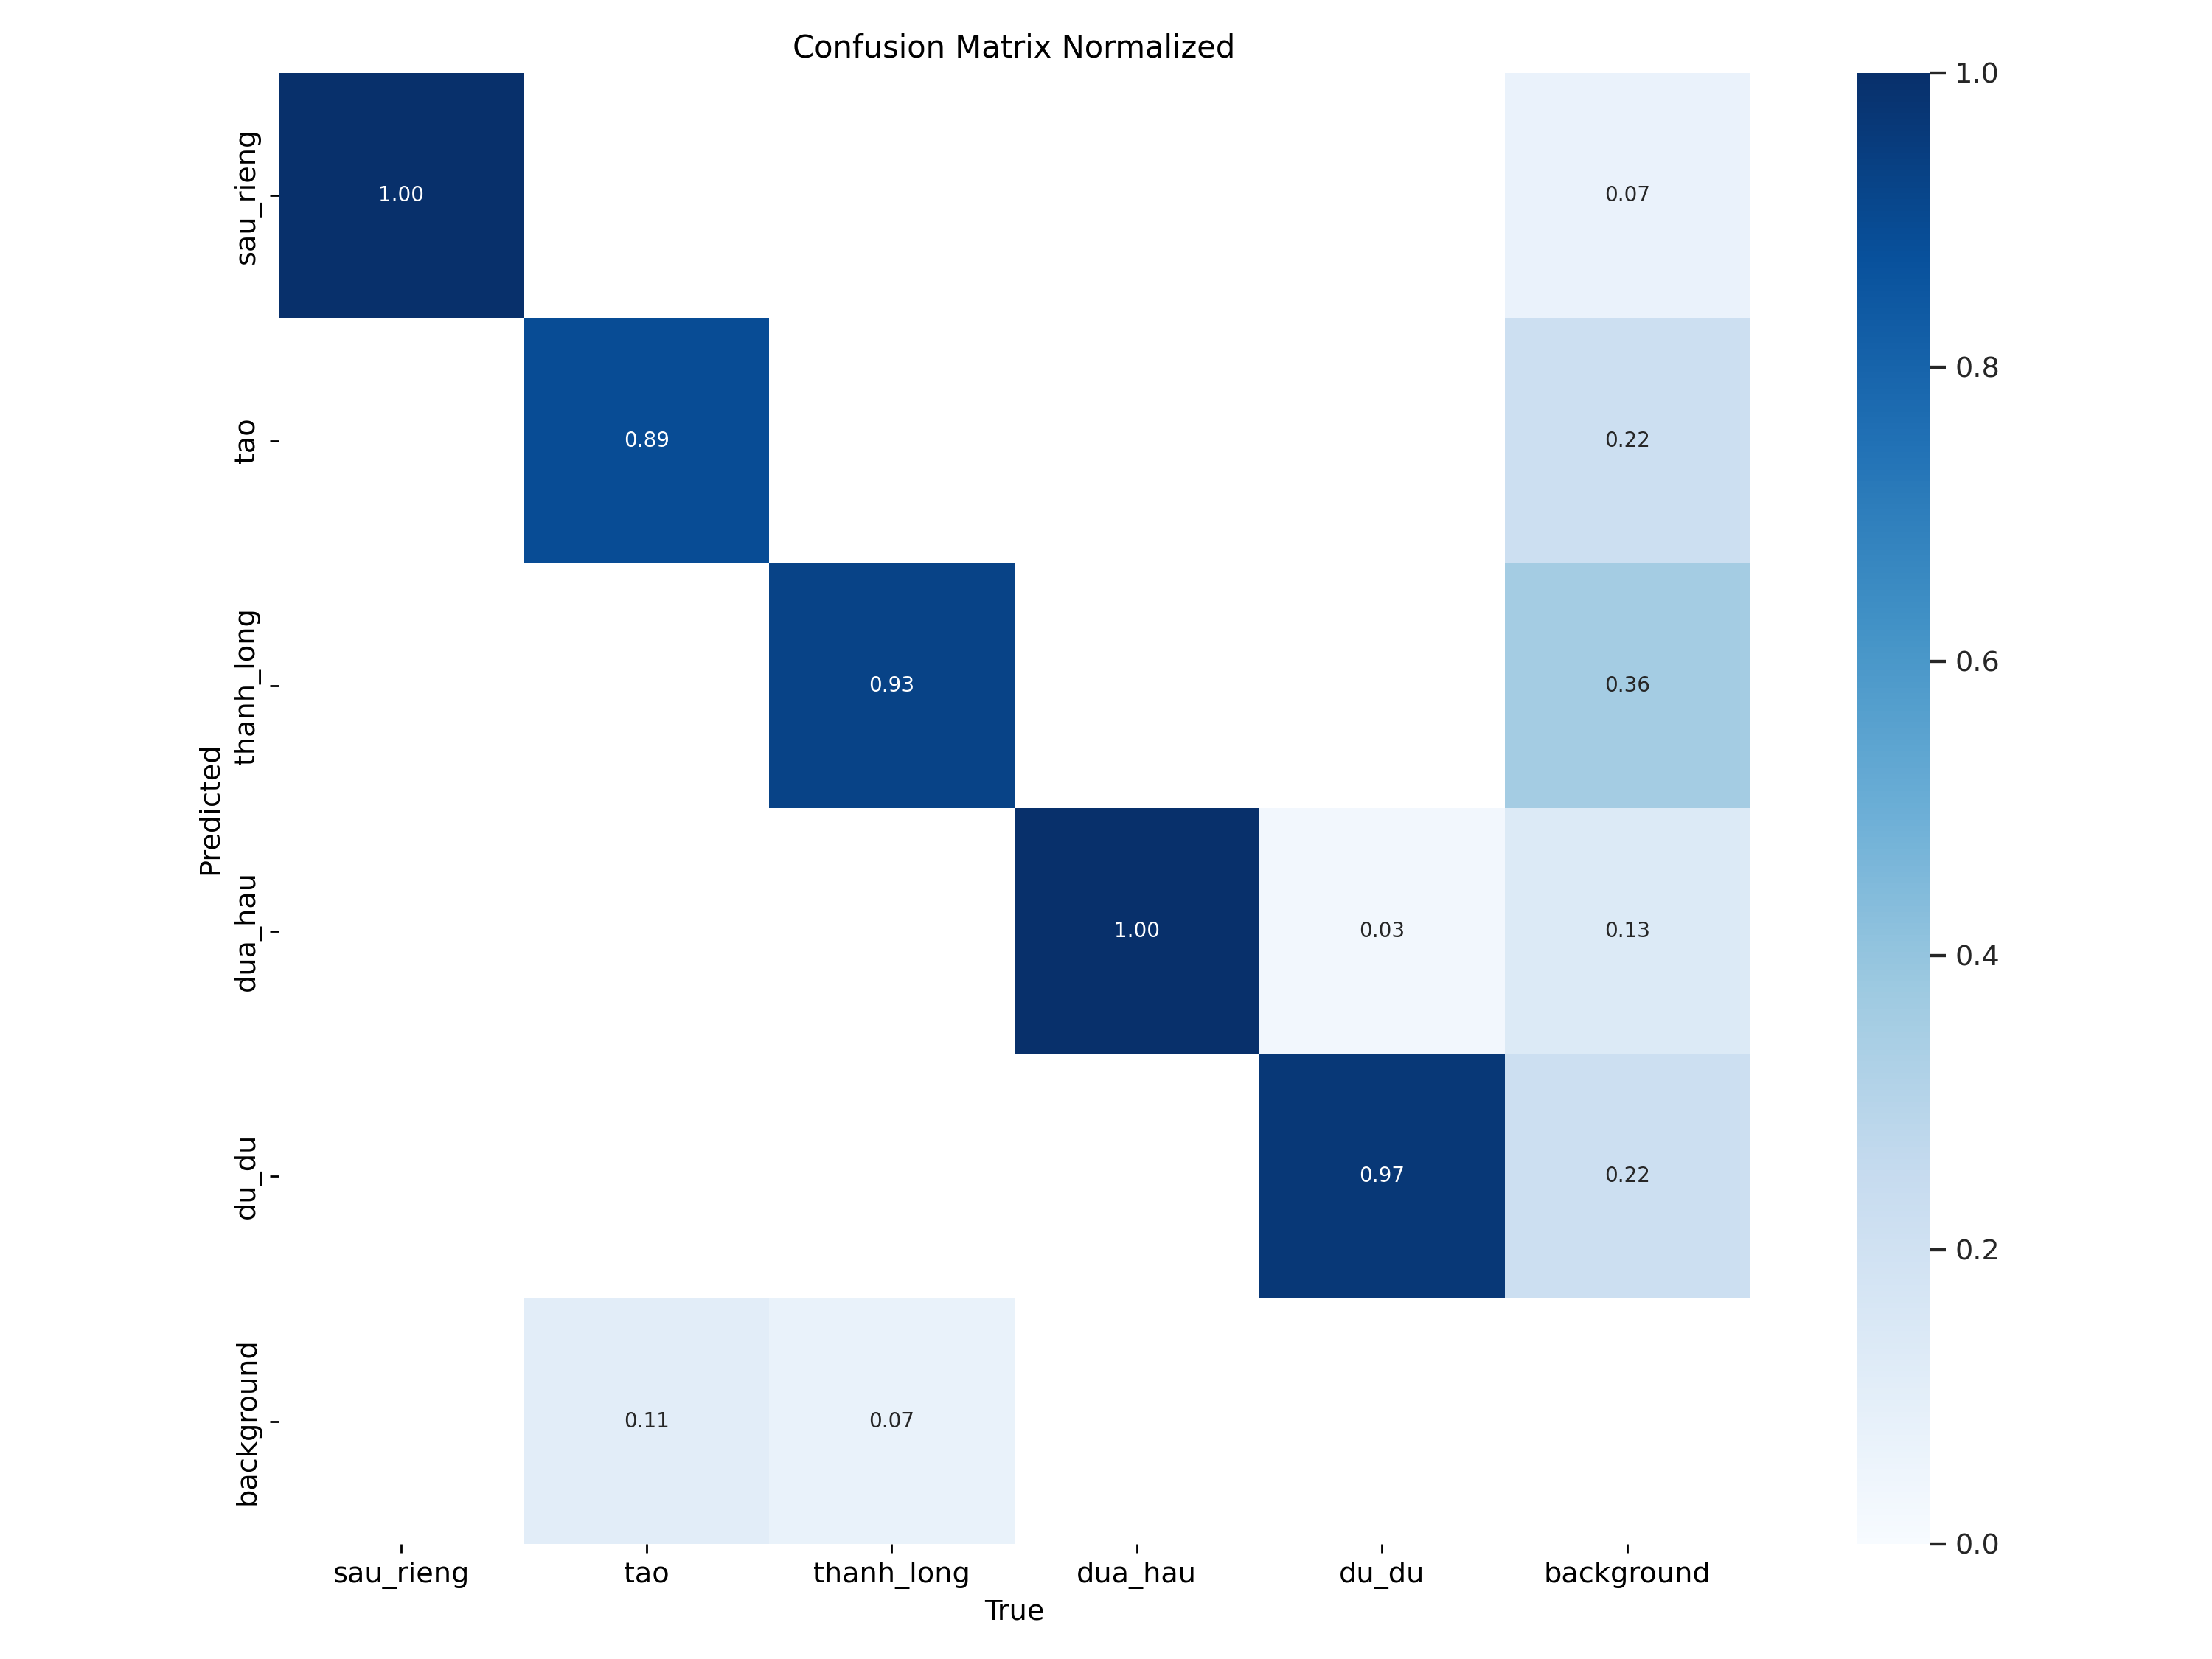 Confusion Matrix Normalized
sau_rieng
1.00
0.07
tao
0.89
0.22
thanh_long
0.93
0.36
dua_hau
1.00
0.03
0.13
du_du
0.97
0.22
background
0.11
0.07
Predicted
sau_rieng
tao
thanh_long
dua_hau
du_du
background
True
1.0
0.8
0.6
0.4
0.2
0.0